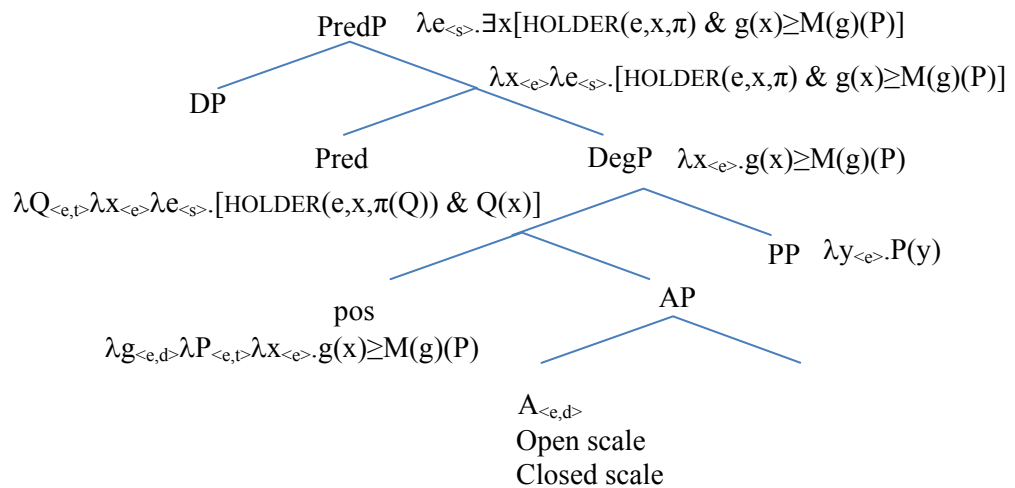 PredP λe<s>.∃x[HOLDER(e,x,π) & g(x)≥M(g)(P)]
λx<e>λe<s>.[HOLDER(e,x,π) & g(x)≥M(g)(P)]
DP
Pred DegP λx<e>.g(x)≥M(g)(P)
λQ<e,t>λx<e>λe<s>.[HOLDER(e,x,π(Q)) & Q(x)]
PP λy<e>.P(y)
pos AP
λg<e,d>λP<e,t>λx<e>.g(x)≥M(g)(P)
A<e,d>
Open scale
Closed scale